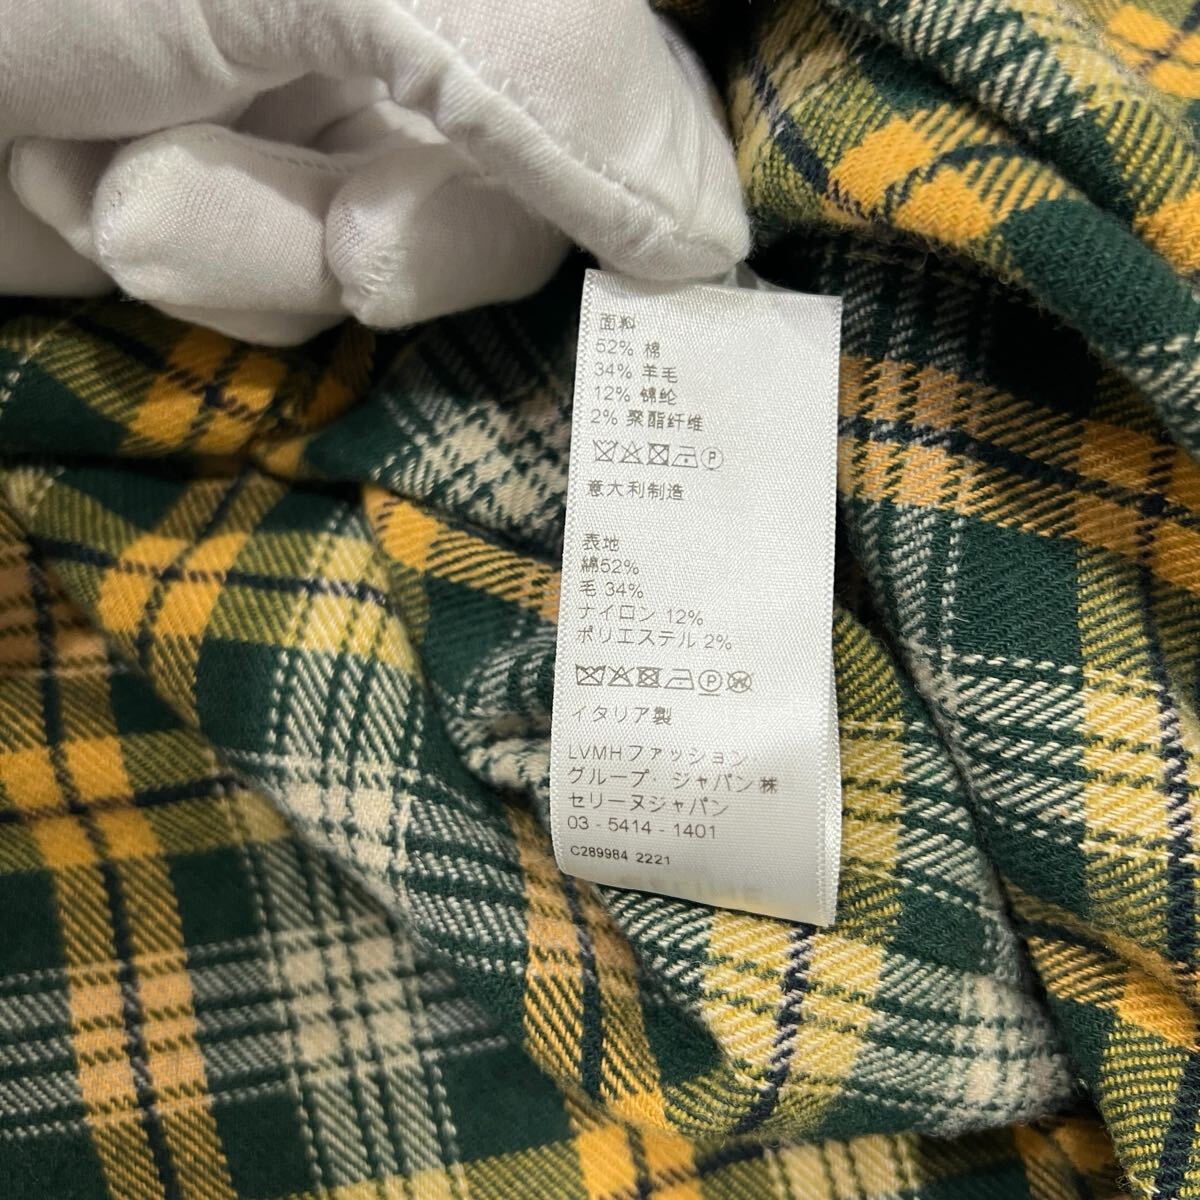 面料
52% 棉
34% 羊毛
12% 锦纶
2% 聚酯纤维
P
意大利制造
表地
綿52%
毛 34%
ナイロン 12%
ポリエステル 2%
P W
イタリア製
LVMHファッション
グループ・ジャパン株
セリーヌジャパン
03 - 5414 - 1401
C289984 2221